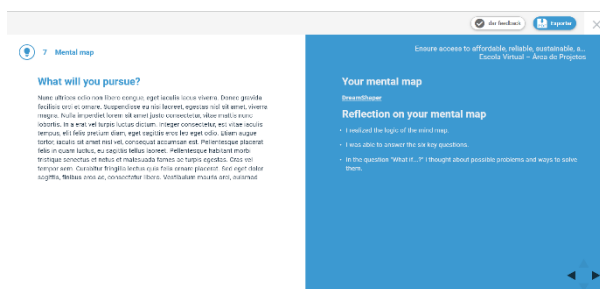 dar feedback
Exportar
7 Mental map
Ensure access to affordable, reliable, sustainable, a...
Escola Virtual – Área de Projetos
What will you pursue?
Nunc ultrices odio non libero congue, eget iaculis lacus viverra. Donec gravida
facilisis orci et ornare. Suspendisse eu nisi laoreet, egestas nisl sit amet, viverra
magna. Nulla imperdiet lorem sit amet justo consectetur, vitae mattis nunc
lobortis. In a erat vel turpis luctus dictum. Integer consectetur, est vitae iaculis
tempus, elit felis pretium diam, eget sagittis eros leo eget odio. Etiam augue
tortor, iaculis sit amet nisl vel, consequat accumsan est. Pellentesque placerat
felis in quam luctus, eu sagittis tellus laoreet. Pellentesque habitant morbi
tristique senectus et netus et malesuada fames ac turpis egestas. Cras vel
tempor sem. Curabitur fringilla lectus quis felis ornare placerat. Sed eget dolor
sagittis, finibus eros ac, consectetur libero. Vestibulum mauris orci, euismod
Your mental map
DreamShaper
Reflection on your mental map
• I realized the logic of the mind map.
• I was able to answer the six key questions.
• In the question "What if...?" I thought about possible problems and ways to solve
them.